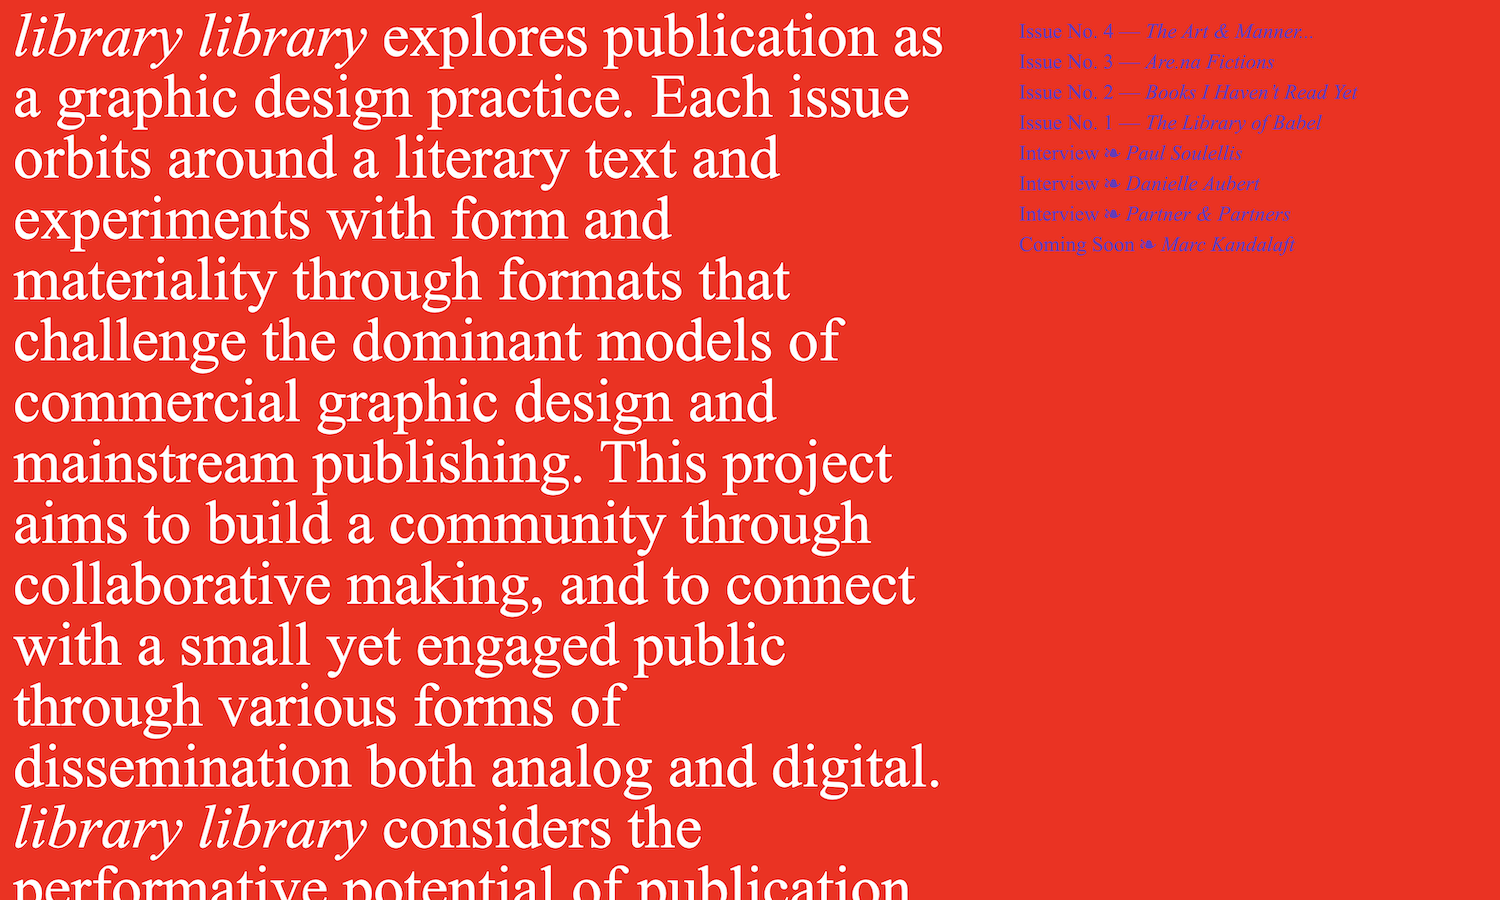 library library explores publication as
a graphic design practice. Each issue
orbits around a literary text and
experiments with form and
materiality through formats that
challenge the dominant models of
commercial graphic design and
mainstream publishing. This project
aims to build a community through
collaborative making, and to connect
with a small yet engaged public
through various forms of
dissemination both analog and digital.
library library considers the
performative potential of publication
Issue No. 4 — The Art & Manner...
Issue No. 3 — Are.na Fictions
Issue No. 2 — Books I Haven't Read Yet
Issue No. 1 — The Library of Babel
Interview ❧ Paul Soulellis
Interview ❧ Danielle Aubert
Interview ❧ Partner & Partners
Coming Soon ❧ Marc Kandalaft